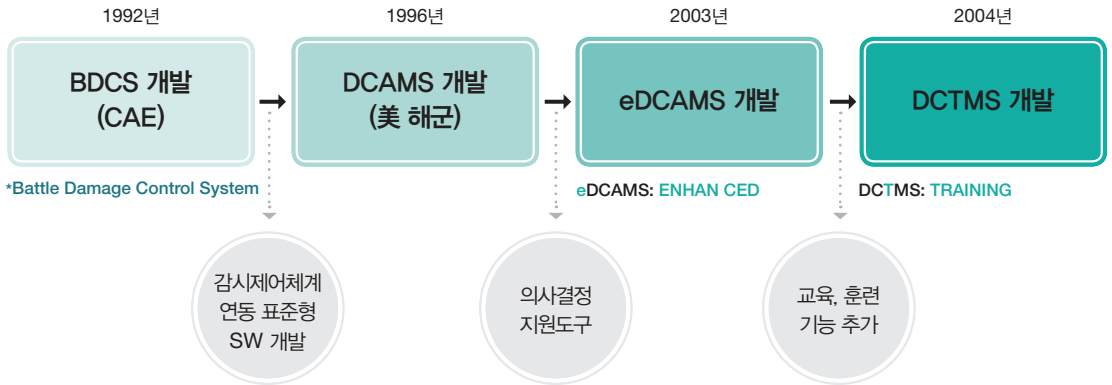 1992년
1996년
2003년
2004년
BDCS 개발
(CAE)
DCAMS 개발
(美 해군)
eDCAMS 개발
DCTMS 개발
*Battle Damage Control System
eDCAMS: ENHAN CED
DCTMS: TRAINING
감시제어체계
연동 표준형
SW 개발
의사결정
지원도구
교육, 훈련
기능 추가